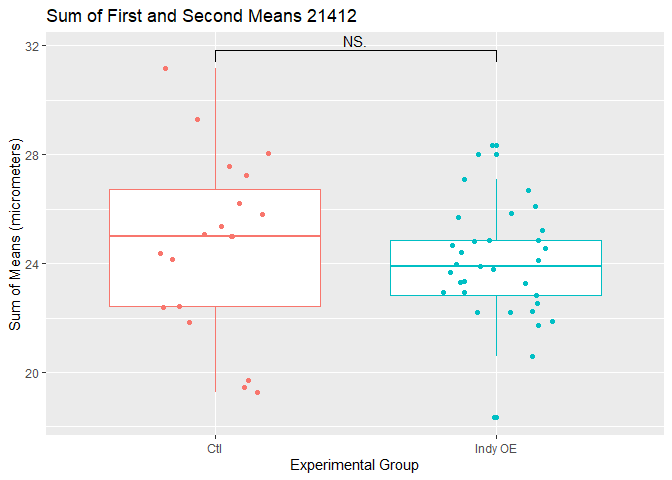 Sum of First and Second Means 21412
NS.
32
28
24
20
Sum of Means (micrometers)
Ctl
Indy OE
Experimental Group